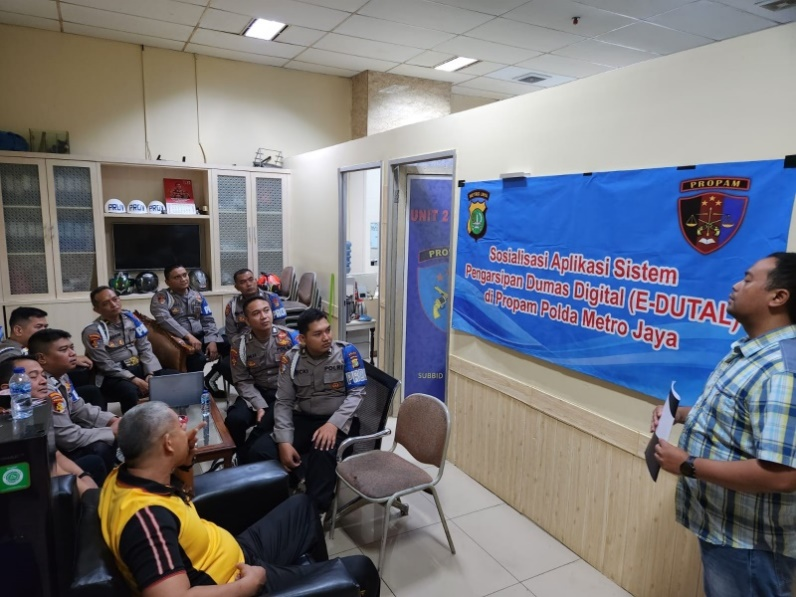 PROPAM
Sosialisasi Aplikasi Sistem
Pengarsipan Dumas Digital (E-DUTAL)
di Propam Polda Metro Jaya
UNIT 2
PRO
SUBBID